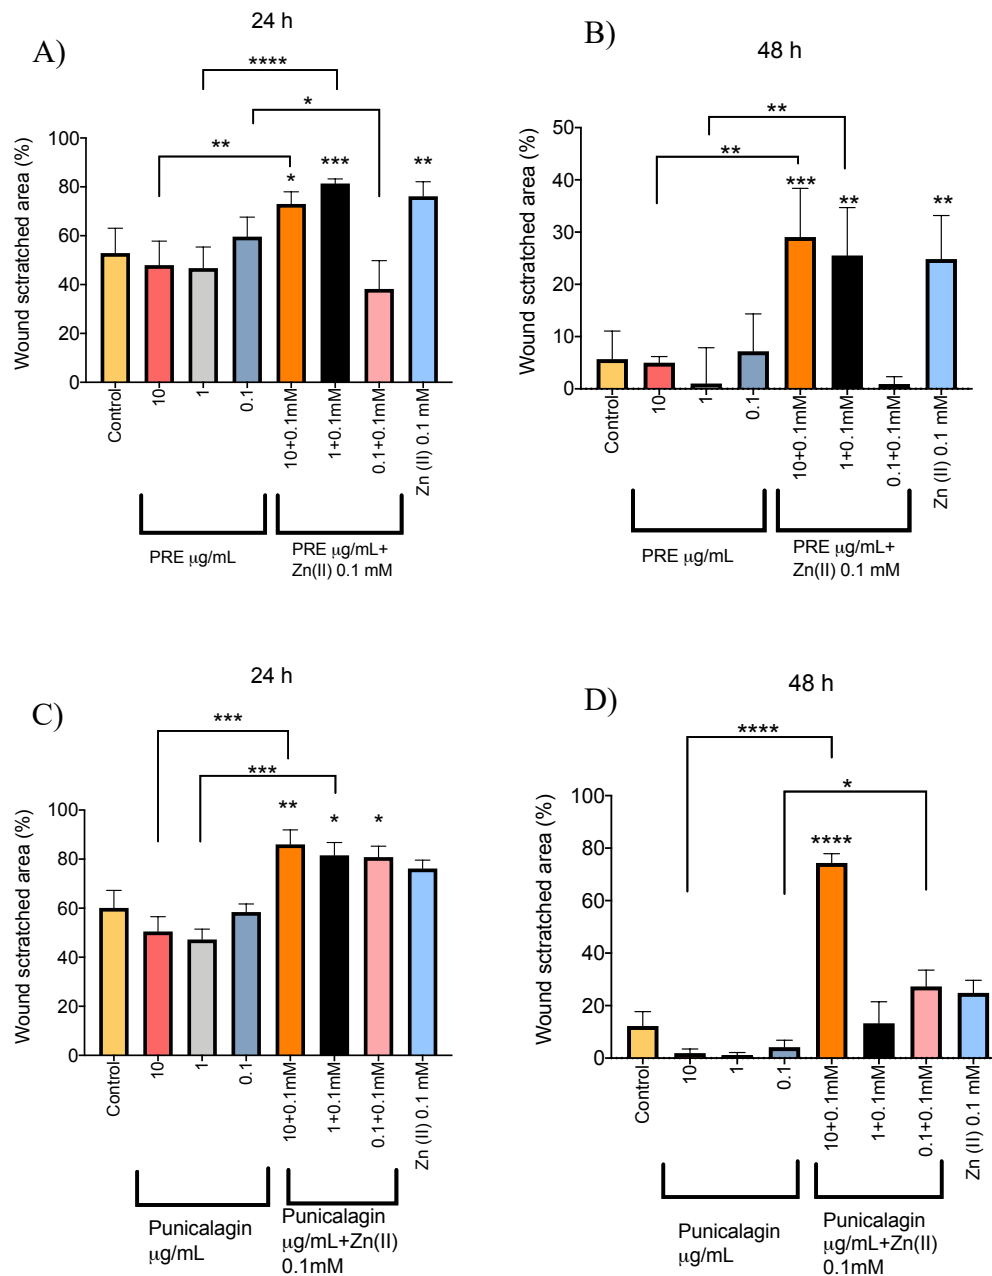 A)
24 h
****
*
**
*
***
**
Wound sctratched area (%)
100
80
60
40
20
0
Control
10
1
0.1
10+0.1mM
1+0.1mM
0.1+0.1mM
Zn (II) 0.1 mM
PRE μg/mL
PRE μg/mL+
Zn(II) 0.1 mM
B)
48 h
**
**
***
**
**
Wound sctratched area (%)
50
40
30
20
10
0
Control
10
1
0.1
10+0.1mM
1+0.1mM
0.1+0.1mM
Zn (II) 0.1 mM
PRE μg/mL
PRE μg/mL+
Zn(II) 0.1 mM
C)
24 h
***
***
**
*
*
Wound sctratched area (%)
100
80
60
40
20
0
Control
10
1
0.1
10+0.1mM
1+0.1mM
0.1+0.1mM
Zn (II) 0.1 mM
Punicalagin
μg/mL
Punicalagin
μg/mL+Zn(II)
0.1mM
D)
48 h
****
*
****
Wound sctratched area (%)
100
80
60
40
20
0
Control
10
1
0.1
10+0.1mM
1+0.1mM
0.1+0.1mM
Zn (II) 0.1 mM
Punicalagin
μg/mL
Punicalagin
μg/mL+Zn(II)
0.1mM